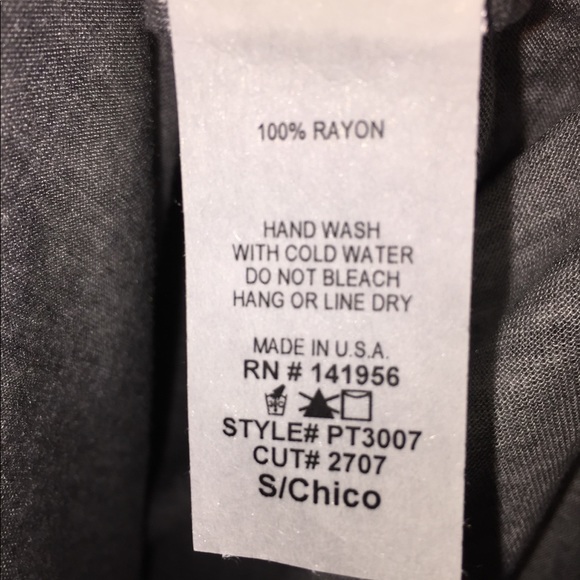 100% RAYON
HAND WASH
WITH COLD WATER
DO NOT BLEACH
HANG OR LINE DRY
MADE IN U.S.A.
RN # 141956
STYLE# PT3007
CUT# 2707
S/Chico